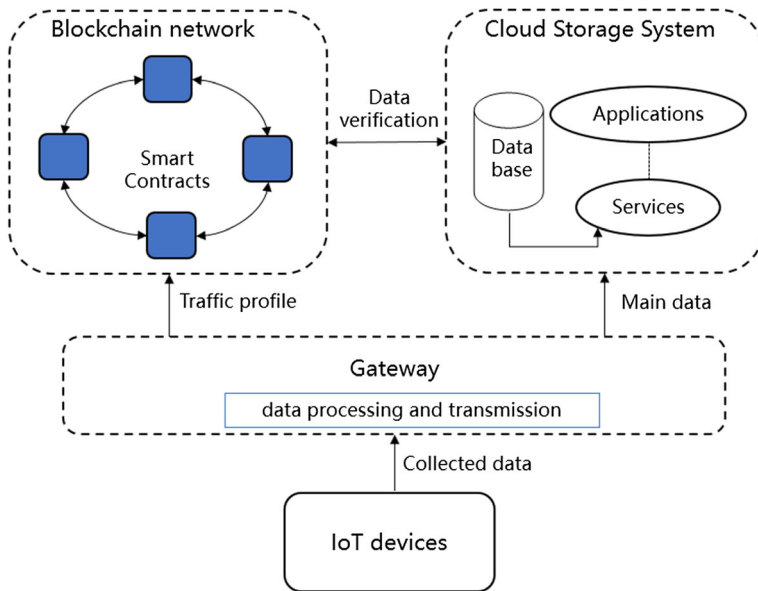 Blockchain network
Cloud Storage System
Data
verification
Applications
Data
base
Smart
Contracts
Services
Traffic profile
Main data
Gateway
data processing and transmission
Collected data
IoT devices